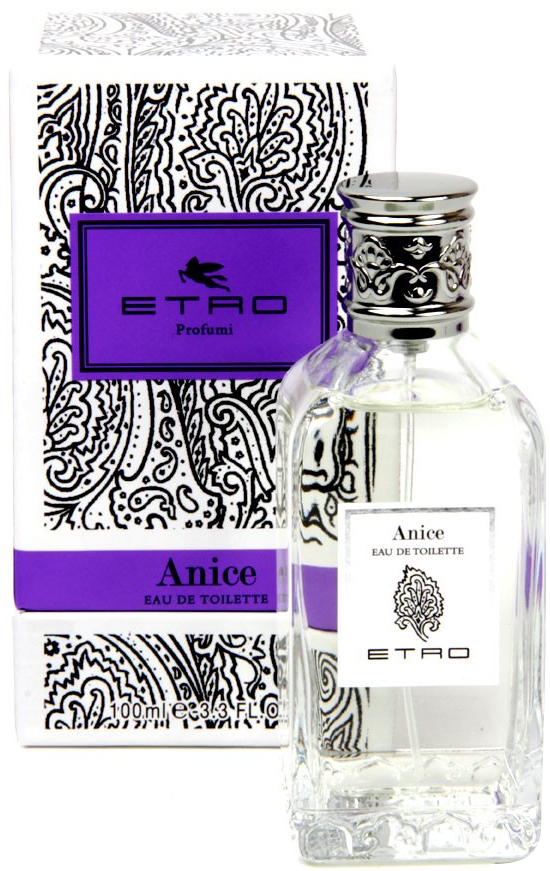 ETRO
Profumi
Anice
EAU DE TOILETTE
100ml e 3.3 FL.O
Anice
EAU DE TOILETTE
ETRO